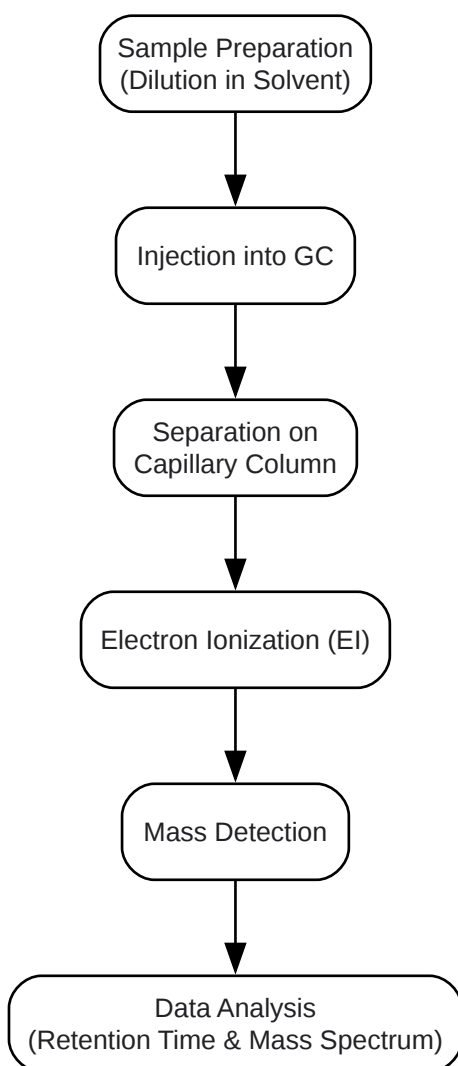 Sample Preparation
(Dilution in Solvent)
Injection into GC
Separation on
Capillary Column
Electron Ionization (EI)
Mass Detection
Data Analysis
(Retention Time & Mass Spectrum)